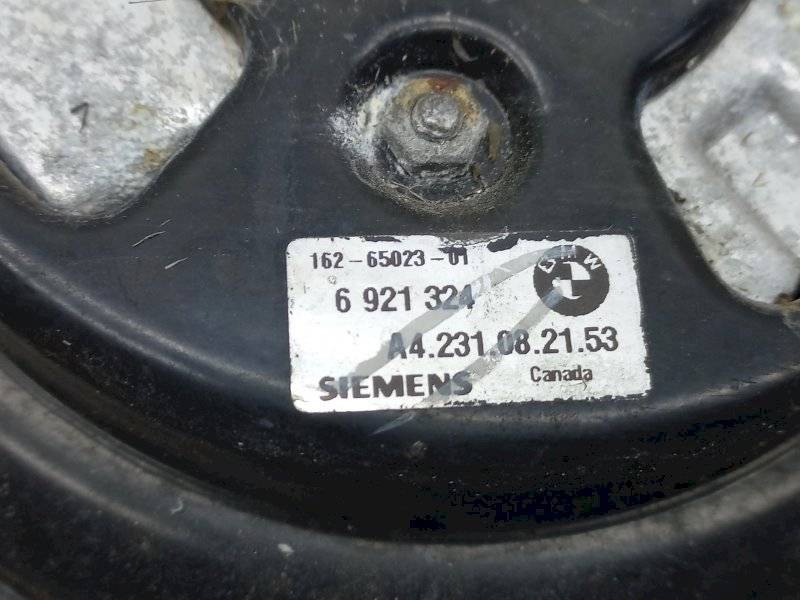 162-65023-01
BMW
6 921 324
A4.231.08.21.53
SIEMENS Canada